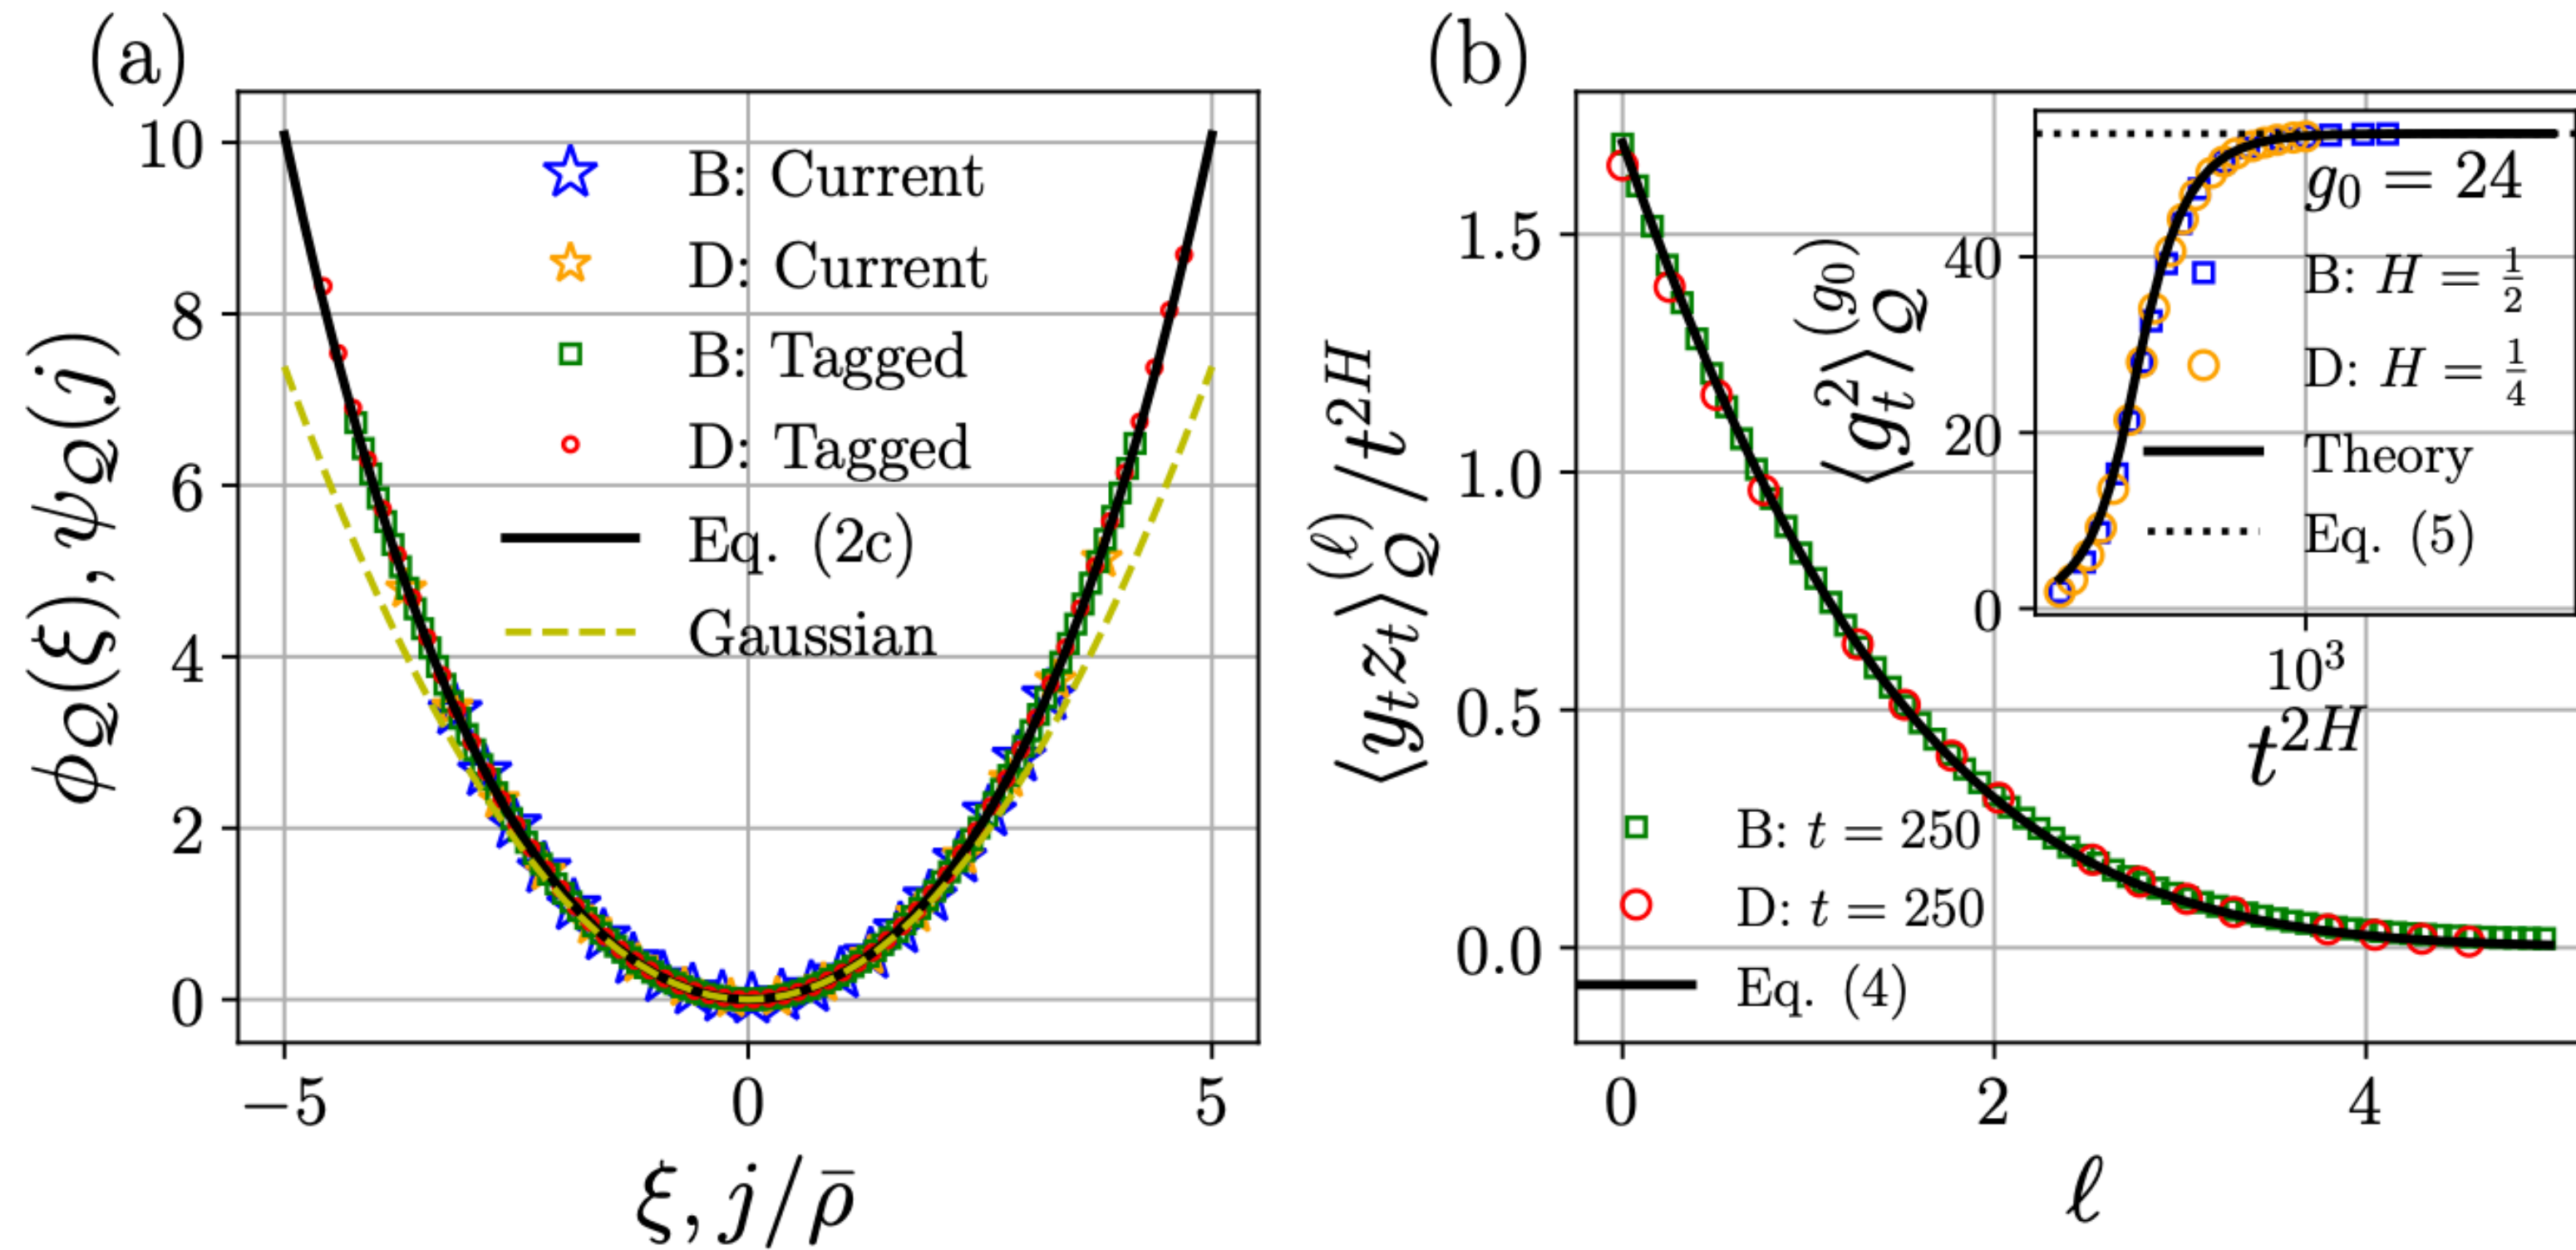 (a)
ϕ𝒬(ξ), ψ𝒬(j)
10
8
6
4
2
0
−5
0
5
ξ, j/ρ̄
B: Current
D: Current
B: Tagged
D: Tagged
Eq. (2c)
Gaussian
(b)
⟨y_t z_t⟩_𝒬^(ℓ) / t^{2H}
1.5
1.0
0.5
0.0
0
2
4
ℓ
B: t = 250
D: t = 250
Eq. (4)
⟨g_t^2⟩_𝒬^(g_0)
40
20
0
10^3
t^{2H}
g_0 = 24
B: H = 1/2
D: H = 1/4
Theory
Eq. (5)